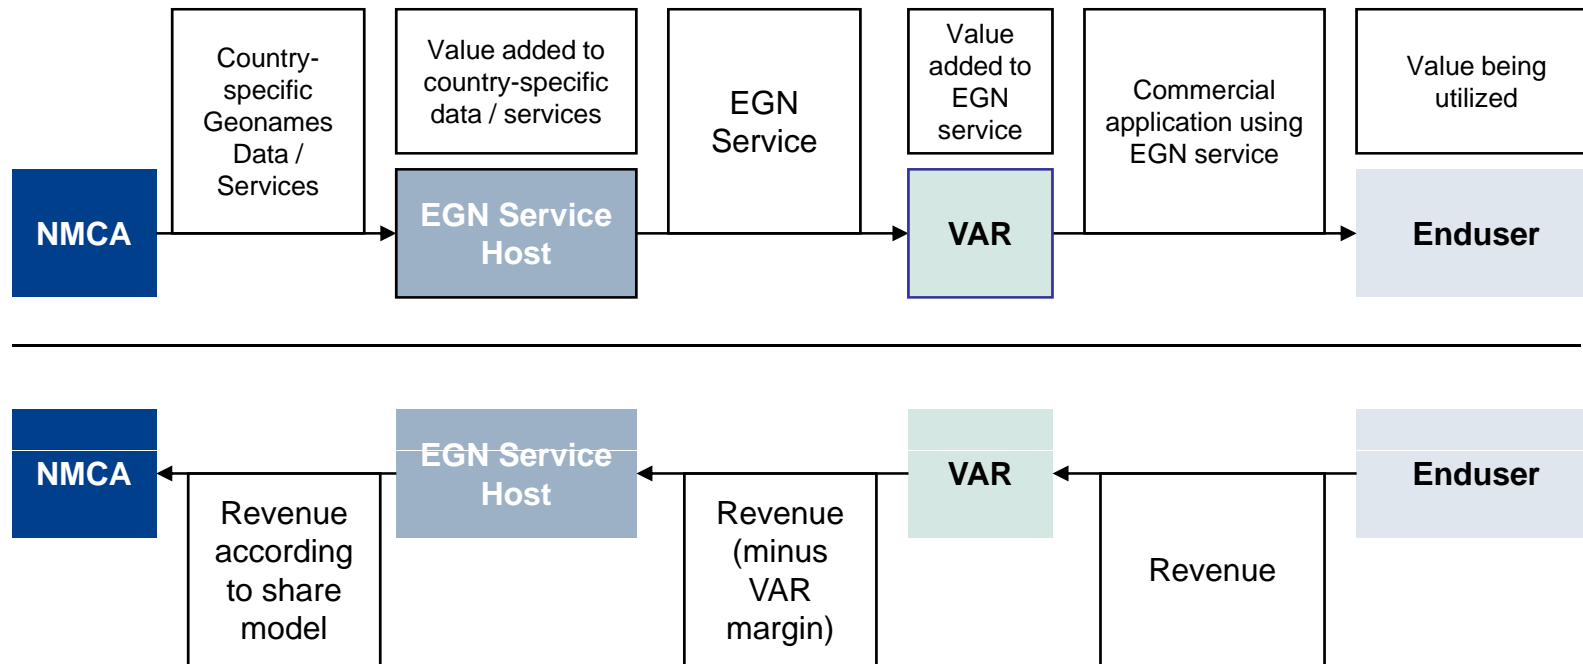 Country-
specific
Geonames
Data /
Services
Value added to
country-specific
data / services
EGN
Service
Value
added to
EGN
service
Commercial
application using
EGN service
Value being
utilized
NMCA
EGN Service
Host
VAR
Enduser
NMCA
EGN Service
Host
VAR
Enduser
Revenue
according
to share
model
Revenue
(minus
VAR
margin)
Revenue